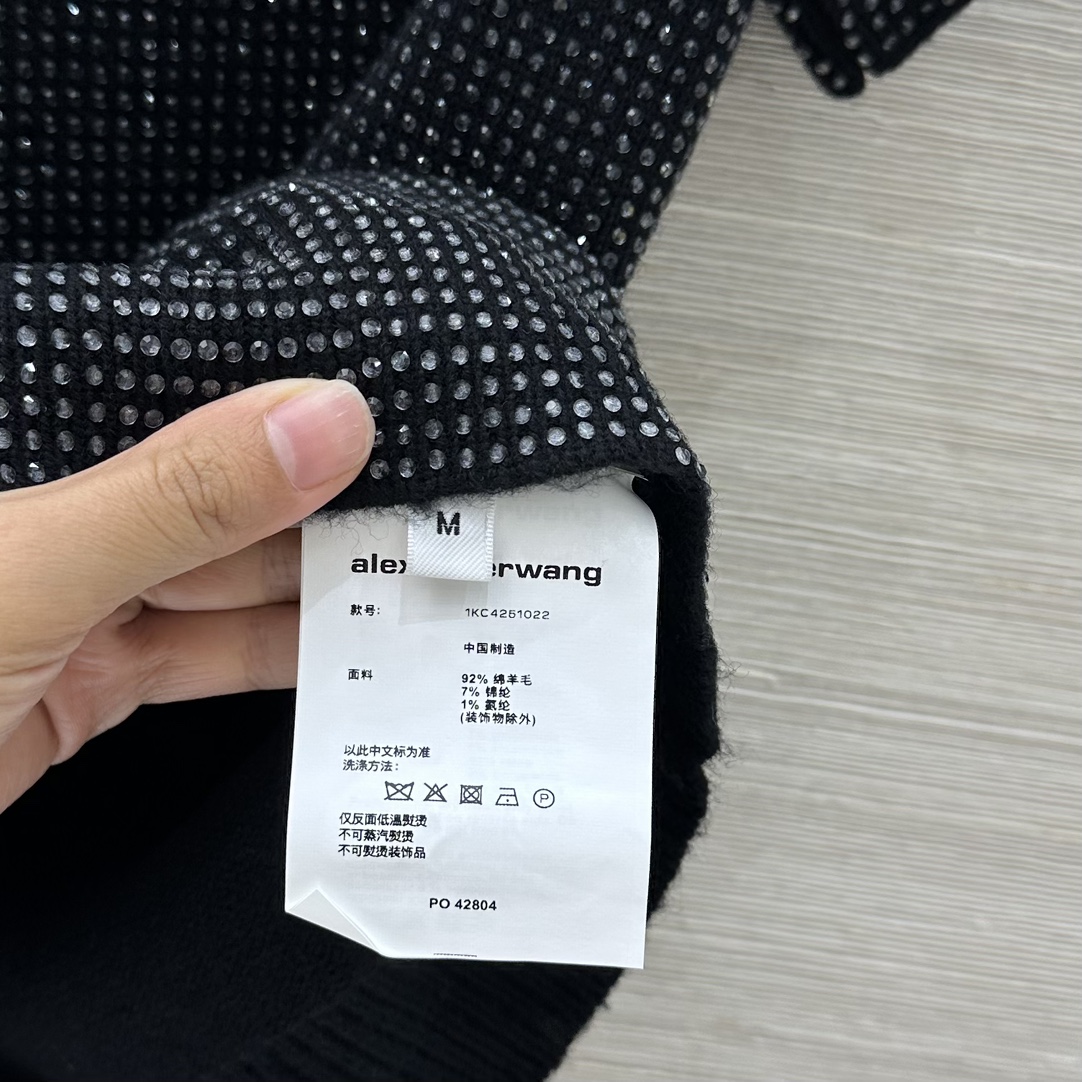 M
alex erwang
款号: 1KC4251022
中国制造
面料 92% 绵羊毛
7% 锦纶
1% 氨纶
(装饰物除外)
以此中文标为准
洗涤方法:
P
仅反面低温熨烫
不可蒸汽熨烫
不可熨烫装饰品
PO 42804